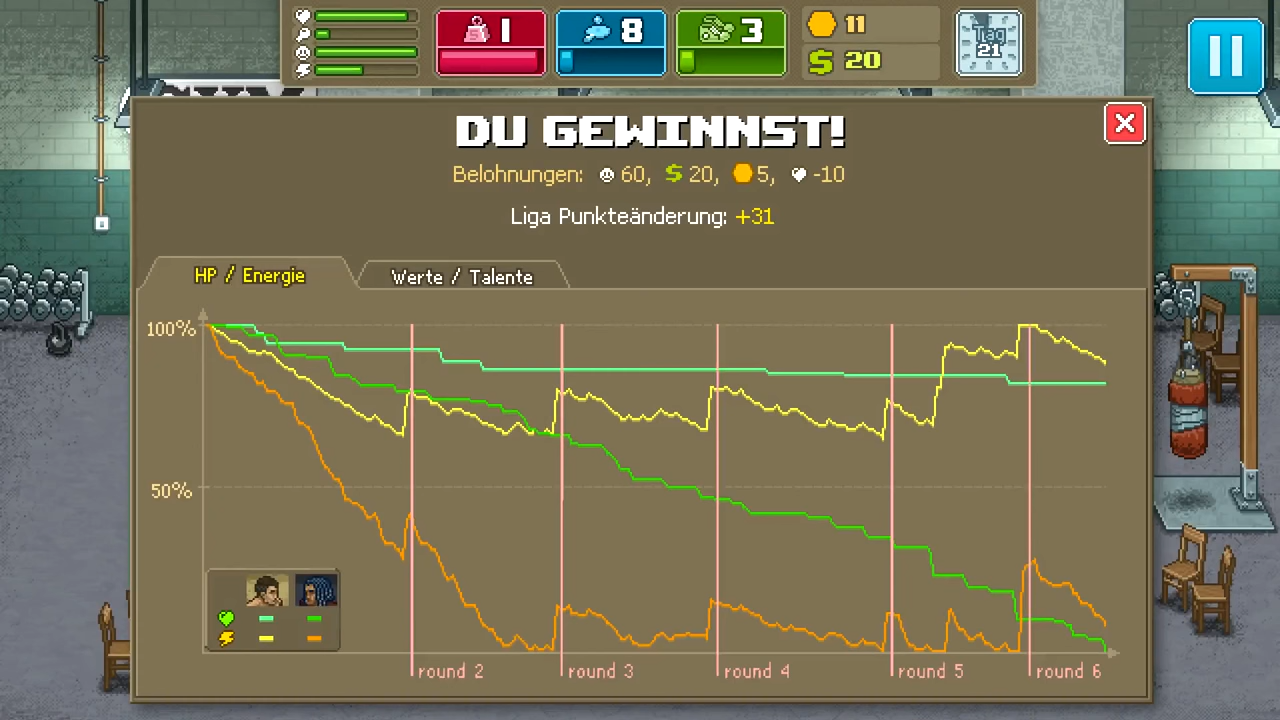 1
8
3
11
20
Tag
21
DU GEWINNST!
Belohnungen: 60, $ 20, 5, -10
Liga Punkteänderung: +31
HP / Energie
Werte / Talente
100%
50%
round 2
round 3
round 4
round 5
round 6